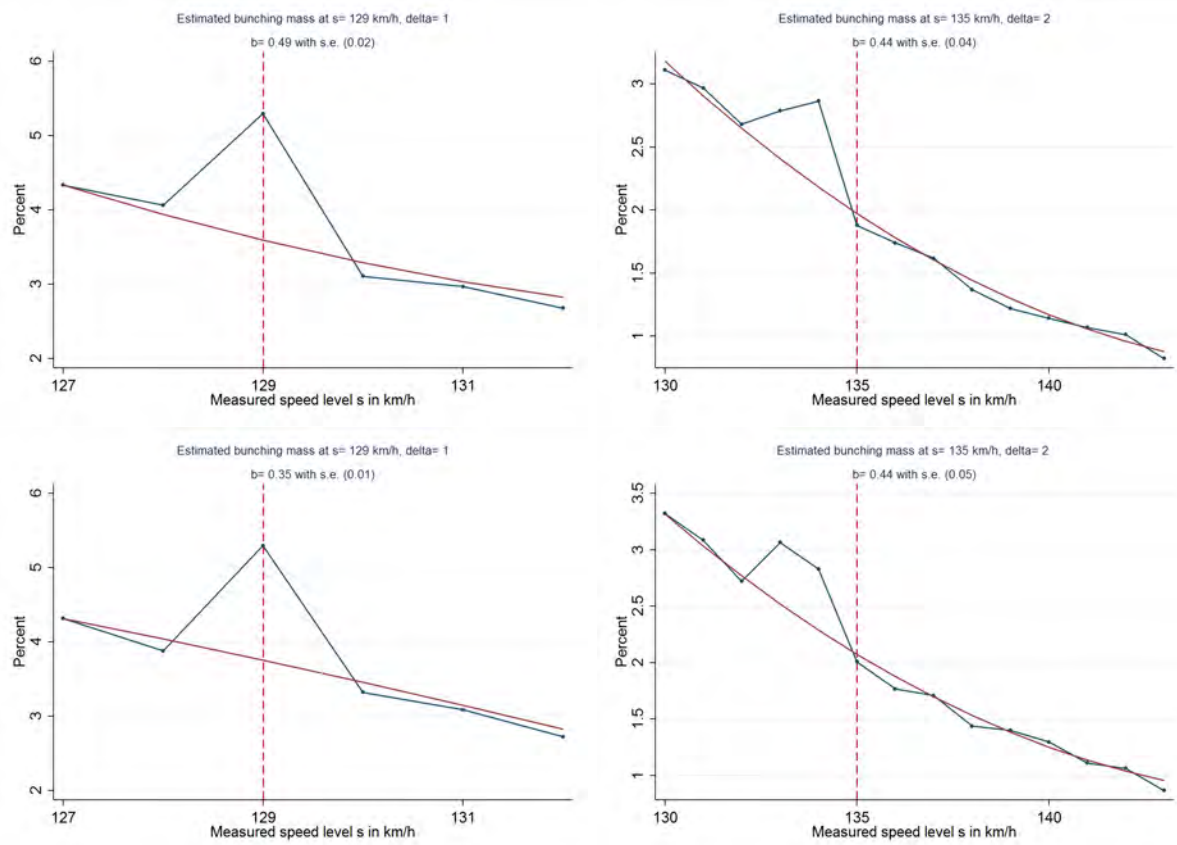 Estimated bunching mass at s= 129 km/h, delta= 1
b= 0.49 with s.e. (0.02)
6
5
4
3
2
Percent
127
129
131
Measured speed level s in km/h
Estimated bunching mass at s= 135 km/h, delta= 2
b= 0.44 with s.e. (0.04)
3
2.5
2
1.5
1
Percent
130
135
140
Measured speed level s in km/h
Estimated bunching mass at s= 129 km/h, delta= 1
b= 0.35 with s.e. (0.01)
6
5
4
3
2
Percent
127
129
131
Measured speed level s in km/h
Estimated bunching mass at s= 135 km/h, delta= 2
b= 0.44 with s.e. (0.05)
3.5
3
2.5
2
1.5
1
Percent
130
135
140
Measured speed level s in km/h